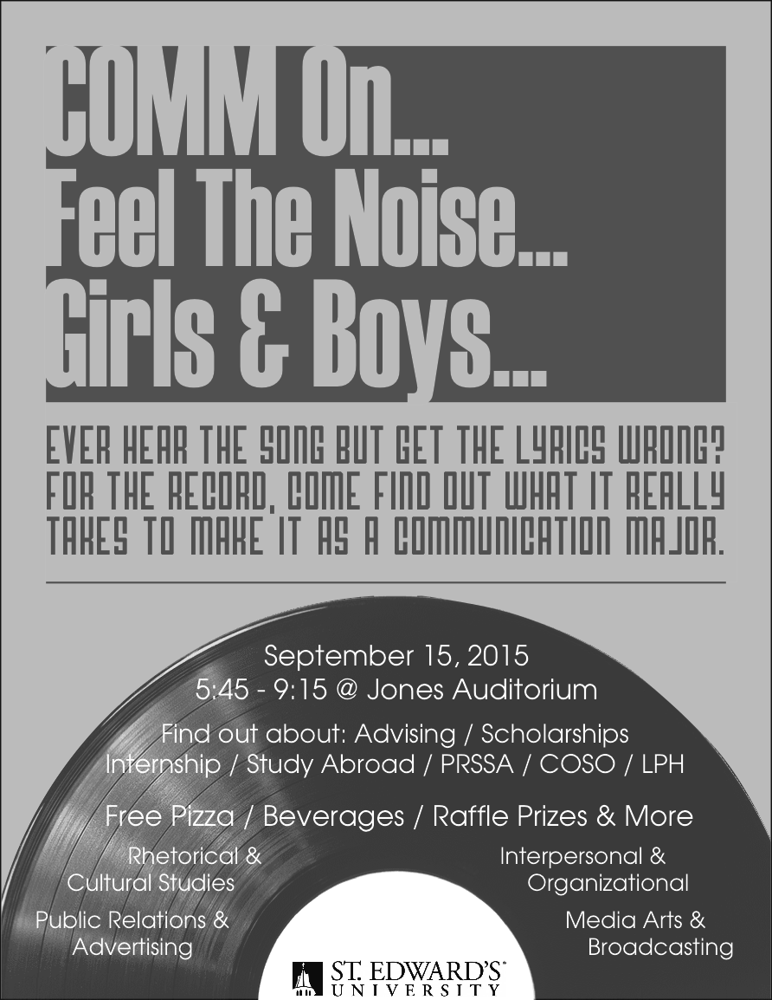 COMM On...
Feel The Noise...
Girls & Boys...
EVER HEAR THE SONG BUT GET THE LYRICS WRONG?
FOR THE RECORD, COME FIND OUT WHAT IT REALLY
TAKES TO MAKE IT AS A COMMUNICATION MAJOR.
September 15, 2015
5:45 - 9:15 @ Jones Auditorium
Find out about: Advising / Scholarships
Internship / Study Abroad / PRSSA / COSO / LPH
Free Pizza / Beverages / Raffle Prizes & More
Rhetorical &
Cultural Studies
Interpersonal &
Organizational
Public Relations &
Advertising
Media Arts &
Broadcasting
ST. EDWARD'S
UNIVERSITY